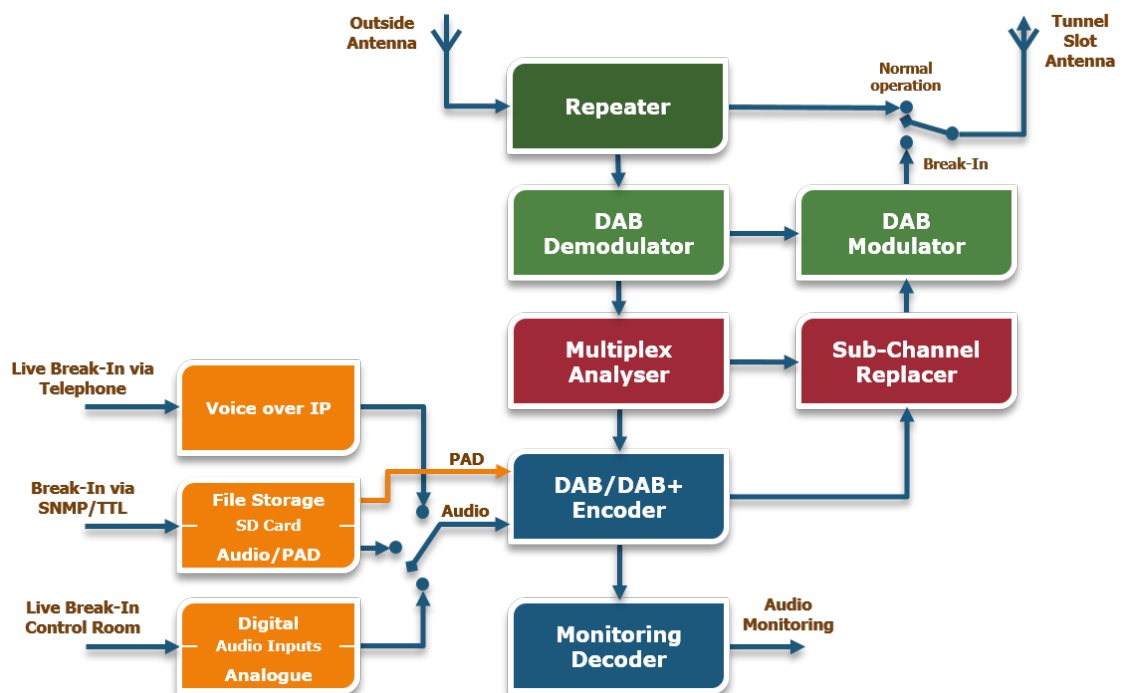 Outside
Antenna
Tunnel
Slot
Antenna
Normal
operation
Repeater
Break-In
DAB
Demodulator
DAB
Modulator
Multiplex
Analyser
Sub-Channel
Replacer
Live Break-In via
Telephone
Voice over IP
PAD
Break-In via
SNMP/TTL
File Storage
SD Card
Audio/PAD
Audio
DAB/DAB+
Encoder
Live Break-In
Control Room
Digital
Audio Inputs
Analogue
Monitoring
Decoder
Audio
Monitoring